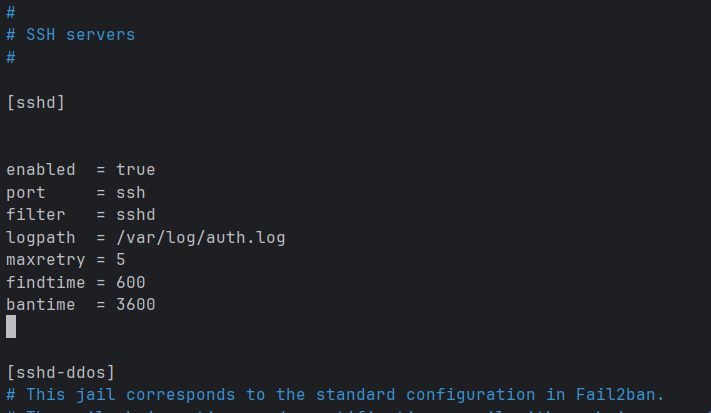 #
# SSH servers
#
[sshd]
enabled  = true
port     = ssh
filter   = sshd
logpath  = /var/log/auth.log
maxretry = 5
findtime = 600
bantime  = 3600
[sshd-ddos]
# This jail corresponds to the standard configuration in Fail2ban.